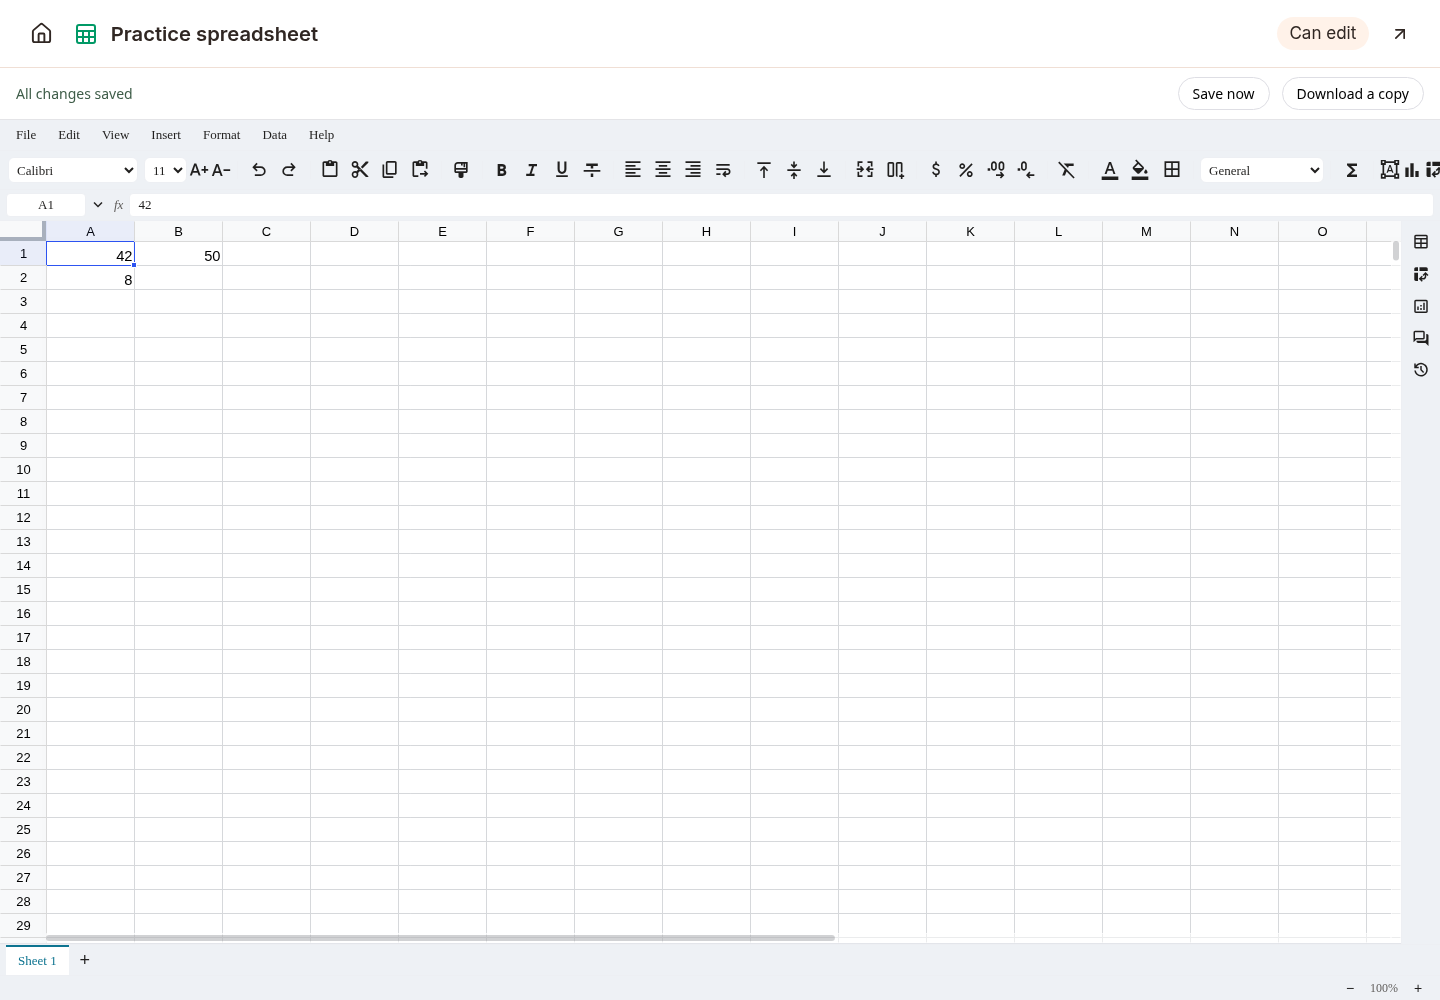 Practice spreadsheet
Can edit
All changes saved
Save now
Download a copy
File Edit View Insert Format Data Help
Calibri 11 A+ A− B I U S $ % .00 .0 A General Σ A
A1 fx 42
A B C D E F G H I J K L M N O
1 42 50
2 8
3
4
5
6
7
8
9
10
11
12
13
14
15
16
17
18
19
20
21
22
23
24
25
26
27
28
29
Sheet 1 +
− 100% +